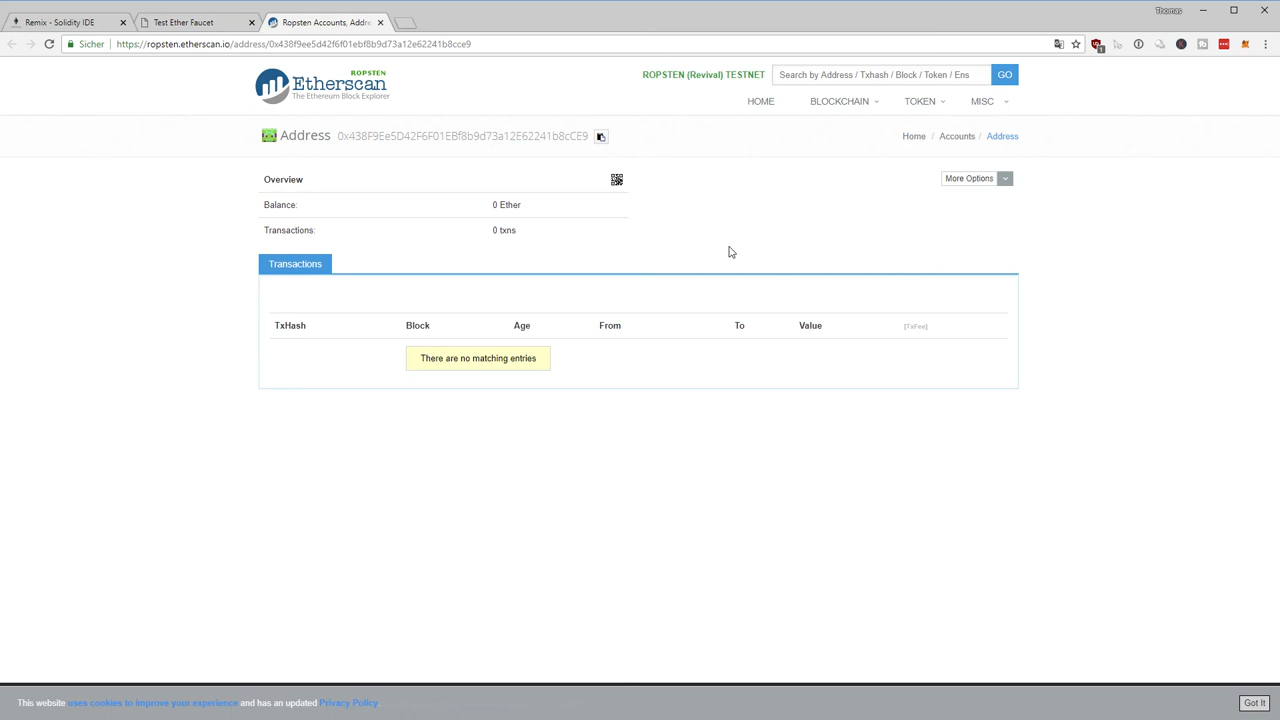 Remix - Solidity IDE
Test Ether Faucet
Ropsten Accounts, Addre
Thomas
Sicher
https://ropsten.etherscan.io/address/0x438f9ee5d42f6f01ebf8b9d73a12e62241b8cce9
1
ROPSTEN
Etherscan
The Ethereum Block Explorer
ROPSTEN (Revival) TESTNET
Search by Address / Txhash / Block / Token / Ens
GO
HOME
BLOCKCHAIN
TOKEN
MISC
Address 0x438F9Ee5D42F6F01EBf8b9d73a12E62241b8cCE9
Home / Accounts / Address
Overview
More Options
Balance: 0 Ether
Transactions: 0 txns
Transactions
TxHash Block Age From To Value [TxFee]
There are no matching entries
This website uses cookies to improve your experience and has an updated Privacy Policy.
Got It